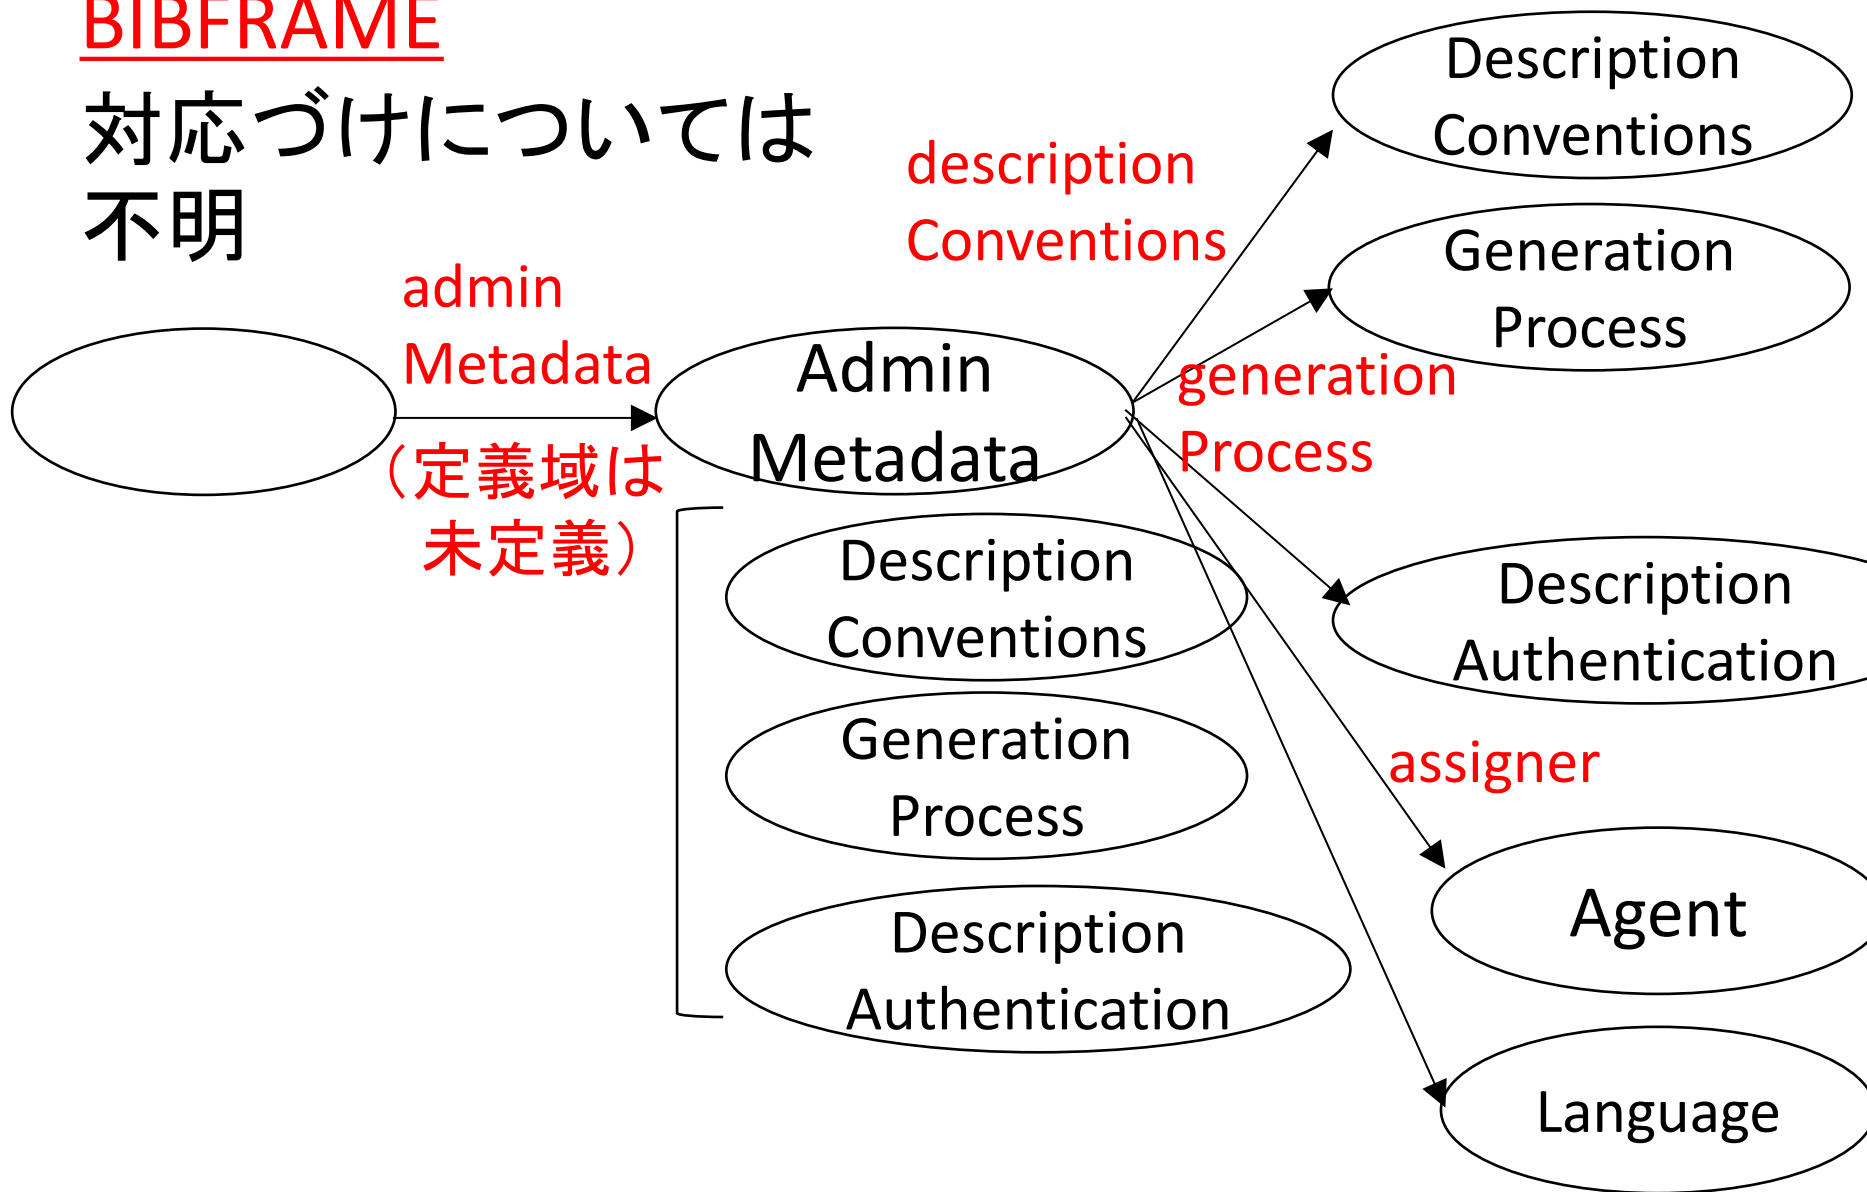 BIBFRAME
対応づけについては
不明
admin
Metadata
（定義域は
未定義）
Admin
Metadata
description
Conventions
generation
Process
assigner
Description
Conventions
Generation
Process
Description
Authentication
Agent
Language
Description
Conventions
Generation
Process
Description
Authentication